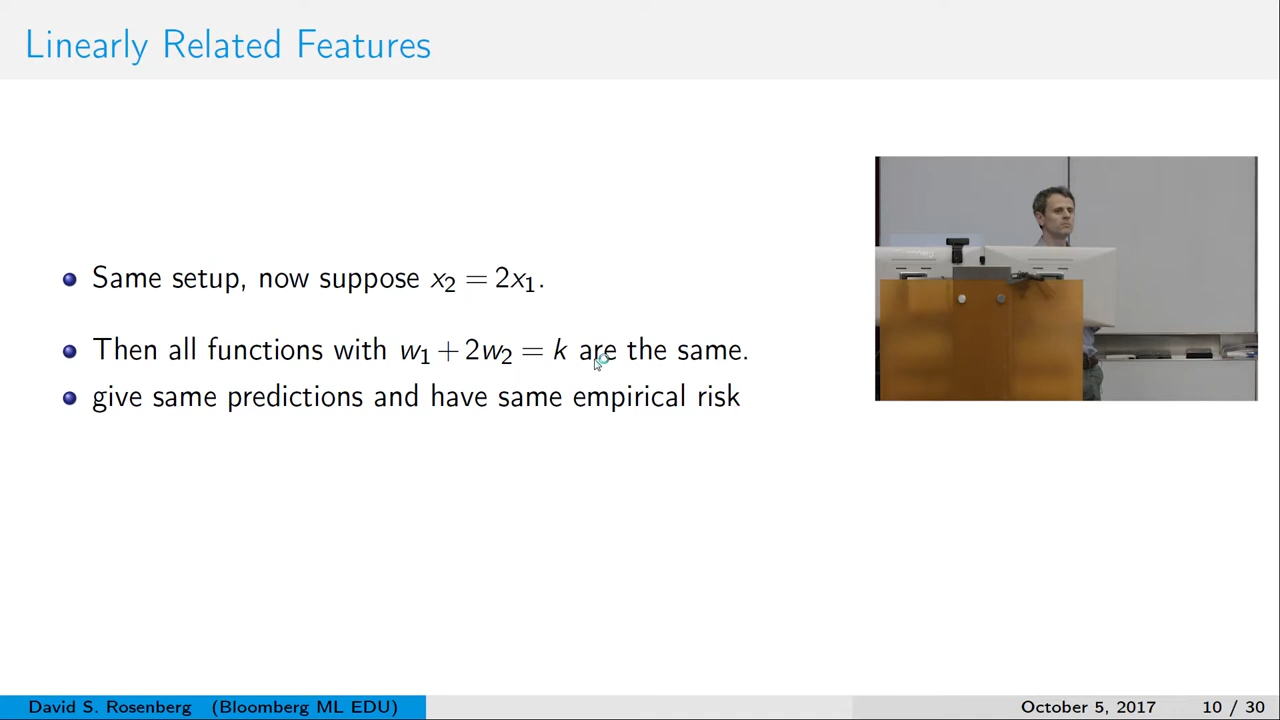 Linearly Related Features
Same setup, now suppose x₂ = 2x₁.
Then all functions with w₁ + 2w₂ = k are the same.
give same predictions and have same empirical risk
David S. Rosenberg (Bloomberg ML EDU)
October 5, 2017
10 / 30